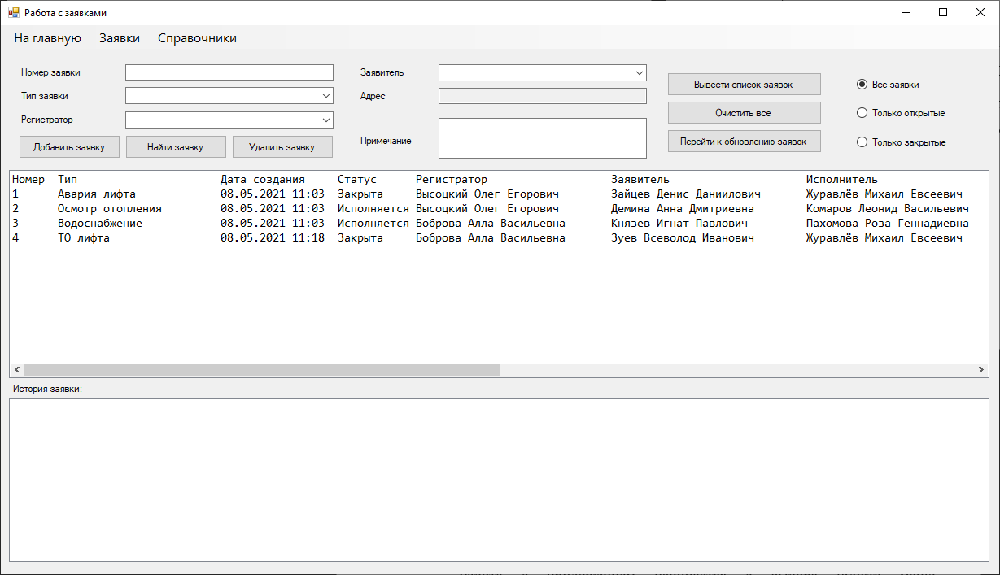 Работа с заявками
На главную Заявки Справочники
Номер заявки
Тип заявки
Регистратор
Добавить заявку Найти заявку Удалить заявку
Заявитель
Адрес
Примечание
Вывести список заявок
Очистить все
Перейти к обновлению заявок
Все заявки
Только открытые
Только закрытые
Номер Тип Дата создания Статус Регистратор Заявитель Исполнитель
1 Авария лифта 08.05.2021 11:03 Закрыта Высоцкий Олег Егорович Зайцев Денис Даниилович Журавлёв Михаил Евсеевич
2 Осмотр отопления 08.05.2021 11:03 Исполняется Высоцкий Олег Егорович Демина Анна Дмитриевна Комаров Леонид Васильевич
3 Водоснабжение 08.05.2021 11:03 Исполняется Боброва Алла Васильевна Князев Игнат Павлович Пахомова Роза Геннадиевна
4 ТО лифта 08.05.2021 11:18 Закрыта Боброва Алла Васильевна Зуев Всеволод Иванович Журавлёв Михаил Евсеевич
История заявки: